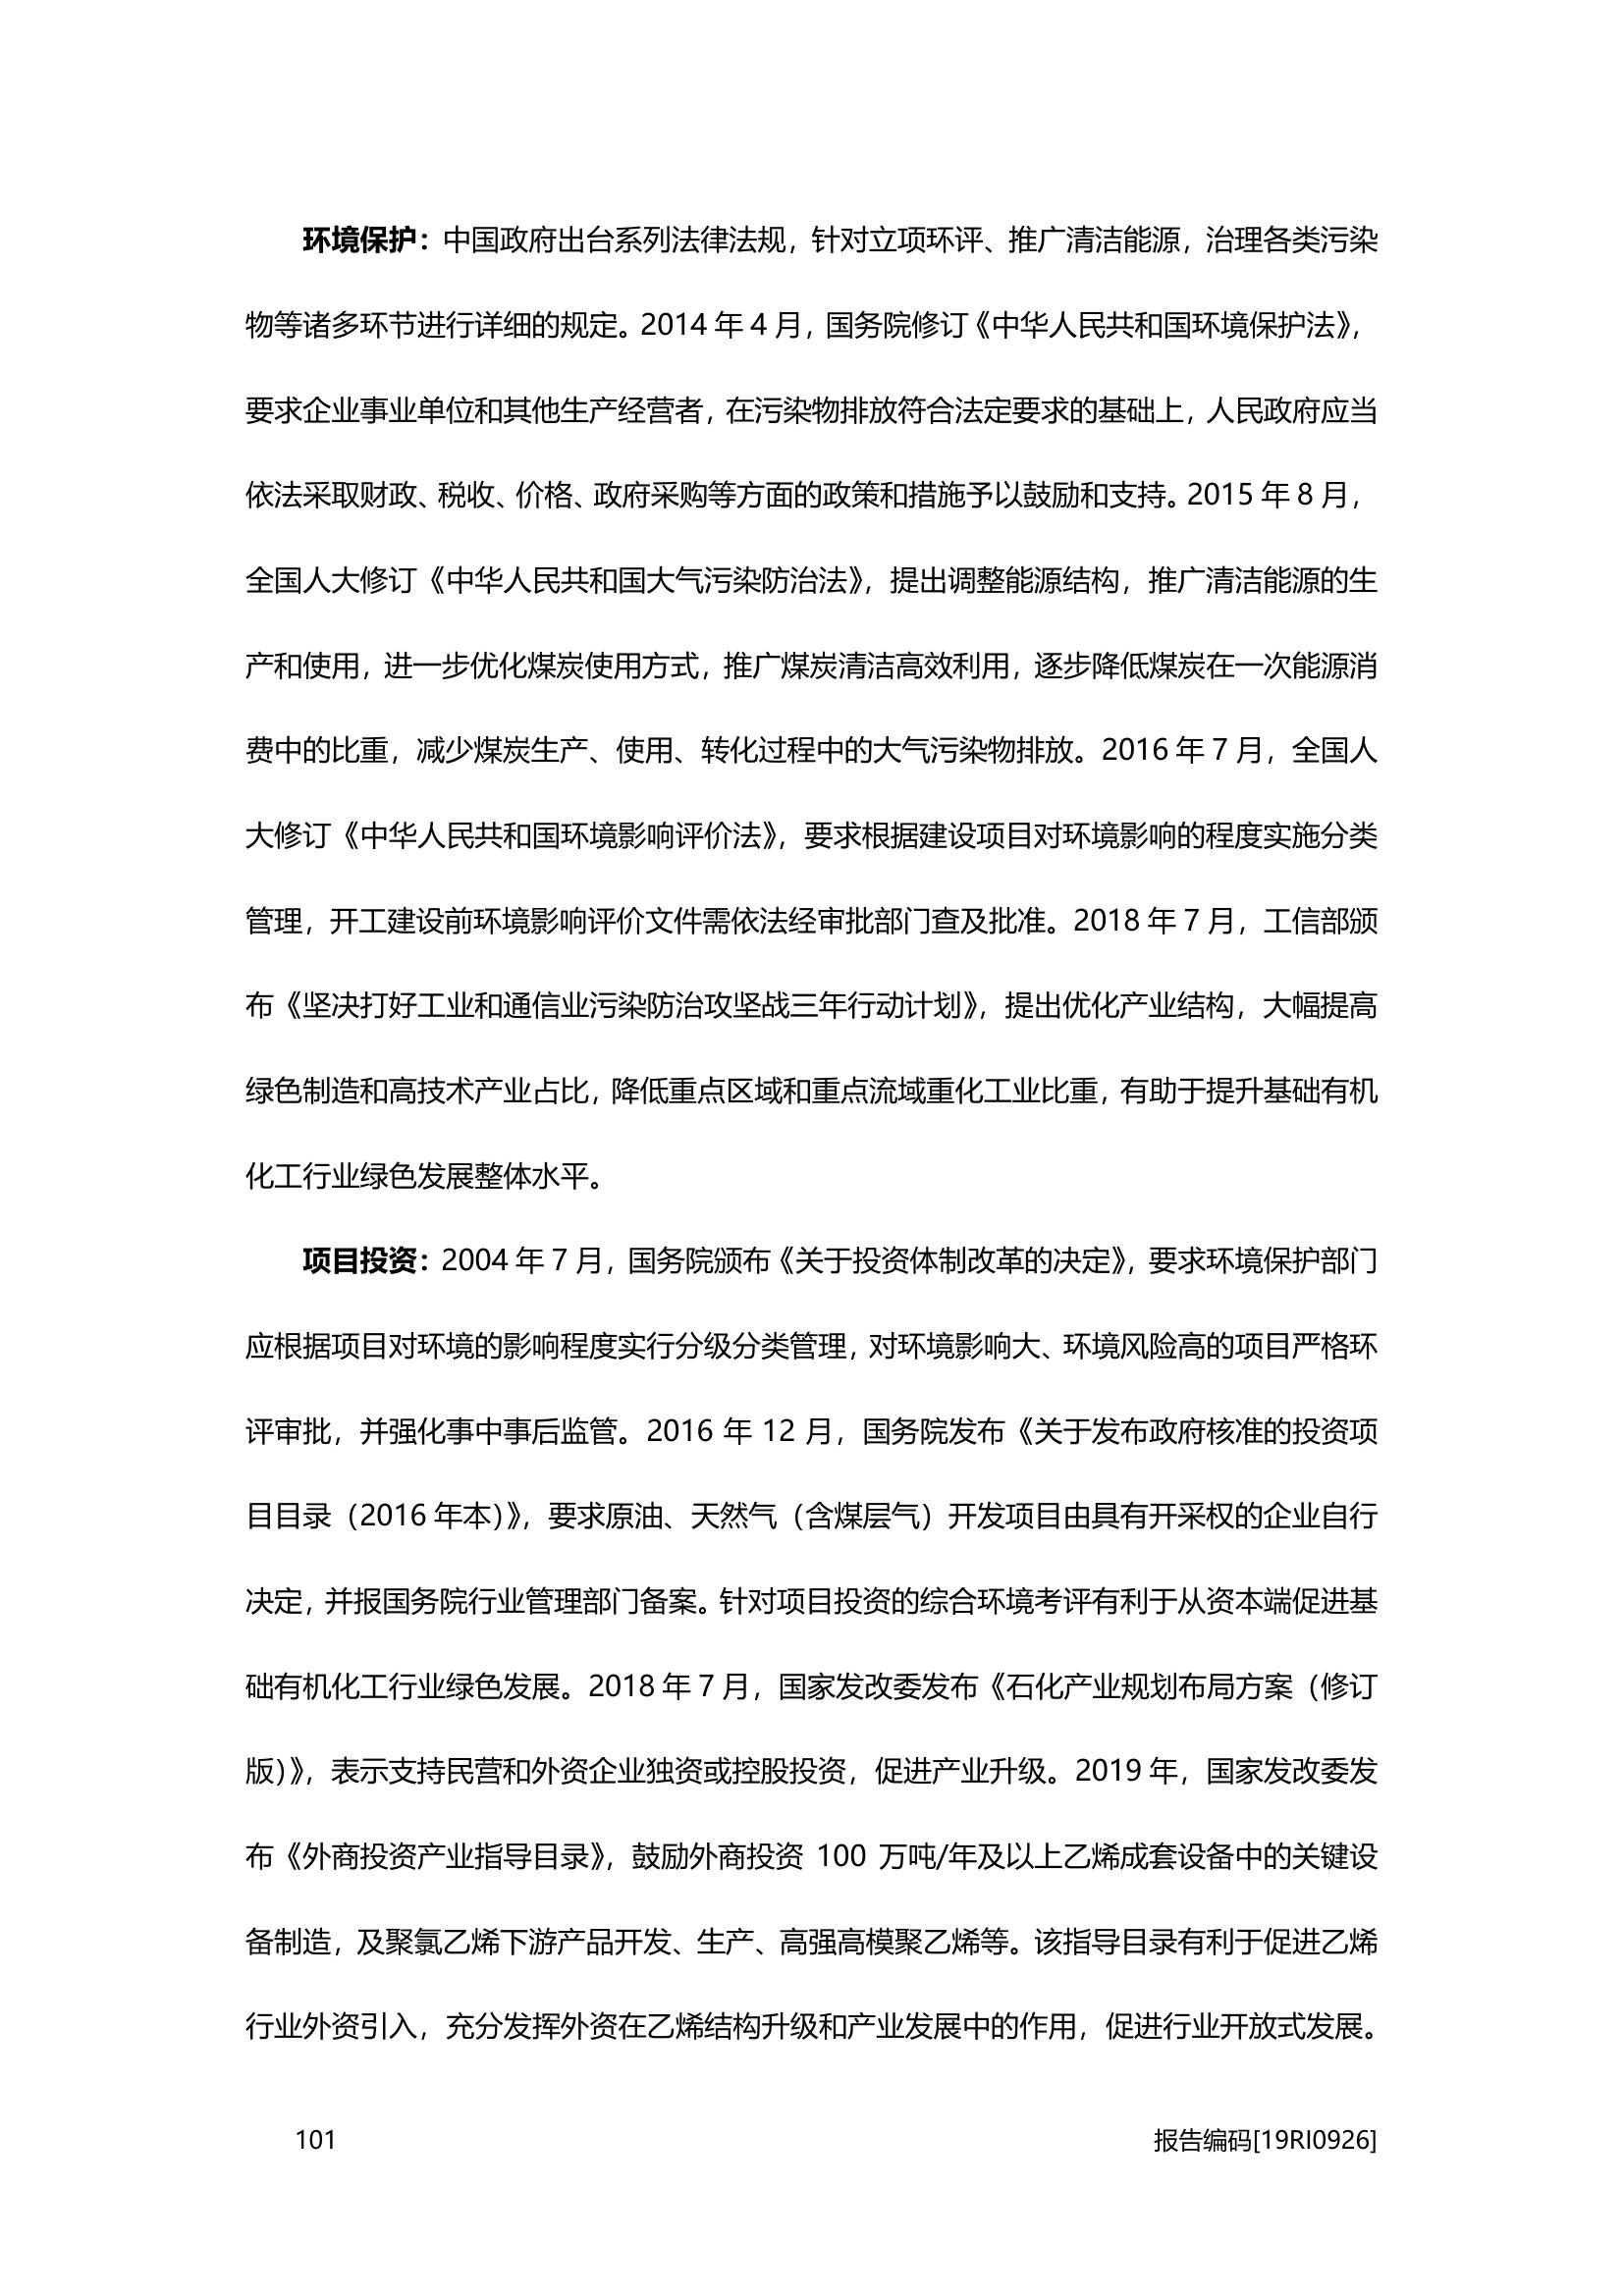 环境保护：中国政府出台系列法律法规，针对立项环评、推广清洁能源，治理各类污染
物等诸多环节进行详细的规定。2014 年 4 月，国务院修订《中华人民共和国环境保护法》，
要求企业事业单位和其他生产经营者，在污染物排放符合法定要求的基础上，人民政府应当
依法采取财政、税收、价格、政府采购等方面的政策和措施予以鼓励和支持。2015 年 8 月，
全国人大修订《中华人民共和国大气污染防治法》，提出调整能源结构，推广清洁能源的生
产和使用，进一步优化煤炭使用方式，推广煤炭清洁高效利用，逐步降低煤炭在一次能源消
费中的比重，减少煤炭生产、使用、转化过程中的大气污染物排放。2016 年 7 月，全国人
大修订《中华人民共和国环境影响评价法》，要求根据建设项目对环境影响的程度实施分类
管理，开工建设前环境影响评价文件需依法经审批部门查及批准。2018 年 7 月，工信部颁
布《坚决打好工业和通信业污染防治攻坚战三年行动计划》，提出优化产业结构，大幅提高
绿色制造和高技术产业占比，降低重点区域和重点流域重化工业比重，有助于提升基础有机
化工行业绿色发展整体水平。
项目投资：2004 年 7 月，国务院颁布《关于投资体制改革的决定》，要求环境保护部门
应根据项目对环境的影响程度实行分级分类管理，对环境影响大、环境风险高的项目严格环
评审批，并强化事中事后监管。2016 年 12 月，国务院发布《关于发布政府核准的投资项
目目录（2016 年本）》，要求原油、天然气（含煤层气）开发项目由具有开采权的企业自行
决定，并报国务院行业管理部门备案。针对项目投资的综合环境考评有利于从资本端促进基
础有机化工行业绿色发展。2018 年 7 月，国家发改委发布《石化产业规划布局方案（修订
版）》，表示支持民营和外资企业独资或控股投资，促进产业升级。2019 年，国家发改委发
布《外商投资产业指导目录》，鼓励外商投资 100 万吨/年及以上乙烯成套设备中的关键设
备制造，及聚氯乙烯下游产品开发、生产、高强高模聚乙烯等。该指导目录有利于促进乙烯
行业外资引入，充分发挥外资在乙烯结构升级和产业发展中的作用，促进行业开放式发展。
101 报告编码[19RI0926]